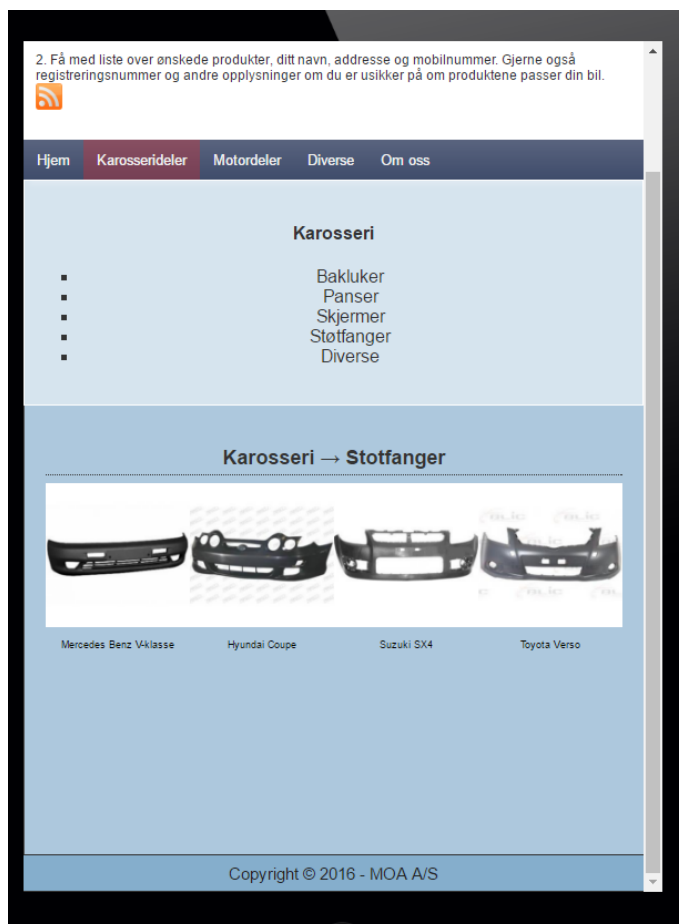 2. Få med liste over ønskede produkter, ditt navn, addresse og mobilnummer. Gjerne også
registreringsnummer og andre opplysninger om du er usikker på om produktene passer din bil.
Hjem Karosserideler Motordeler Diverse Om oss
Karosseri
Bakluker
Panser
Skjermer
Støtfanger
Diverse
Karosseri → Stotfanger
Mercedes Benz V-klasse Hyundai Coupe Suzuki SX4 Toyota Verso
Copyright © 2016 - MOA A/S